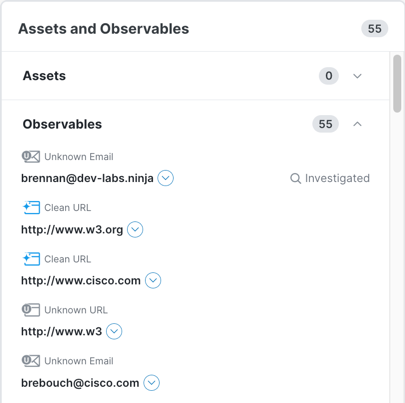 Assets and Observables 55
Assets 0
Observables 55
Unknown Email
brennan@dev-labs.ninja Investigated
Clean URL
http://www.w3.org
Clean URL
http://www.cisco.com
Unknown URL
http://www.w3
Unknown Email
brebouch@cisco.com